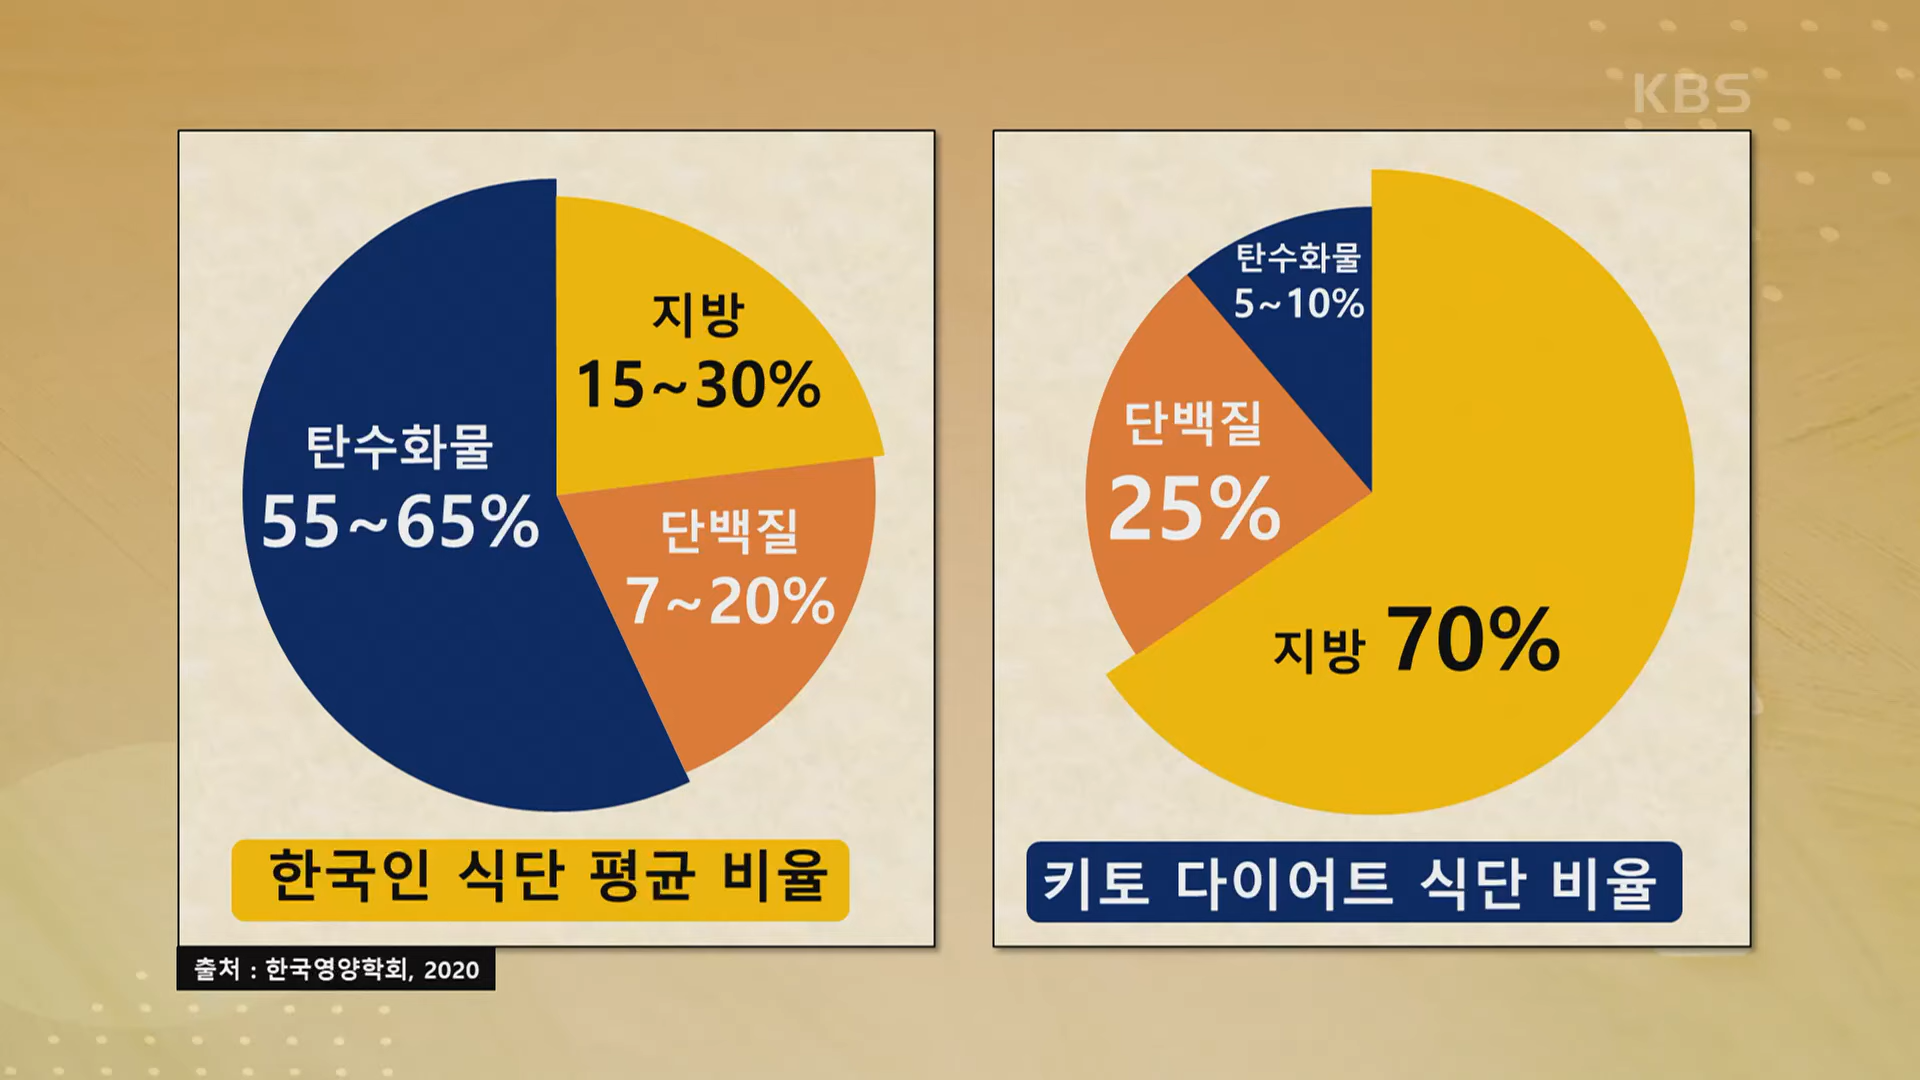 KBS
지방
15~30%
탄수화물
55~65%
단백질
7~20%
한국인 식단 평균 비율
출처 : 한국영양학회, 2020
탄수화물
5~10%
단백질
25%
지방 70%
키토 다이어트 식단 비율